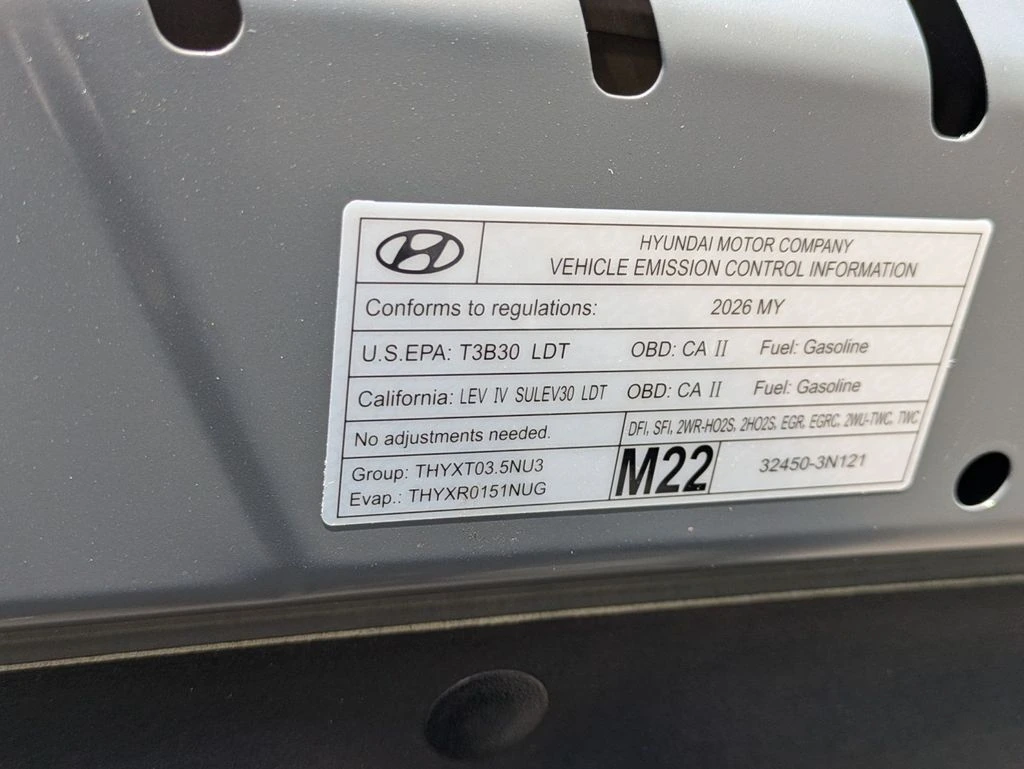 HYUNDAI MOTOR COMPANY
VEHICLE EMISSION CONTROL INFORMATION
Conforms to regulations: 2026 MY
U.S.EPA: T3B30 LDT OBD: CA II Fuel: Gasoline
California: LEV IV SULEV30 LDT OBD: CA II Fuel: Gasoline
No adjustments needed. DFI, SFI, 2WR-HO2S, 2HO2S, EGR, EGRC, 2WU-TWC, TWC
Group: THYXT03.5NU3
Evap.: THYXR0151NUG
M22
32450-3N121